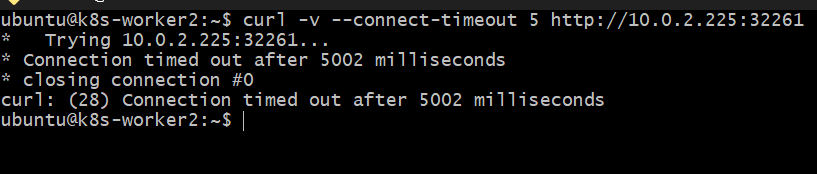 ubuntu@k8s-worker2:~$ curl -v --connect-timeout 5 http://10.0.2.225:32261
*   Trying 10.0.2.225:32261...
* Connection timed out after 5002 milliseconds
* closing connection #0
curl: (28) Connection timed out after 5002 milliseconds
ubuntu@k8s-worker2:~$